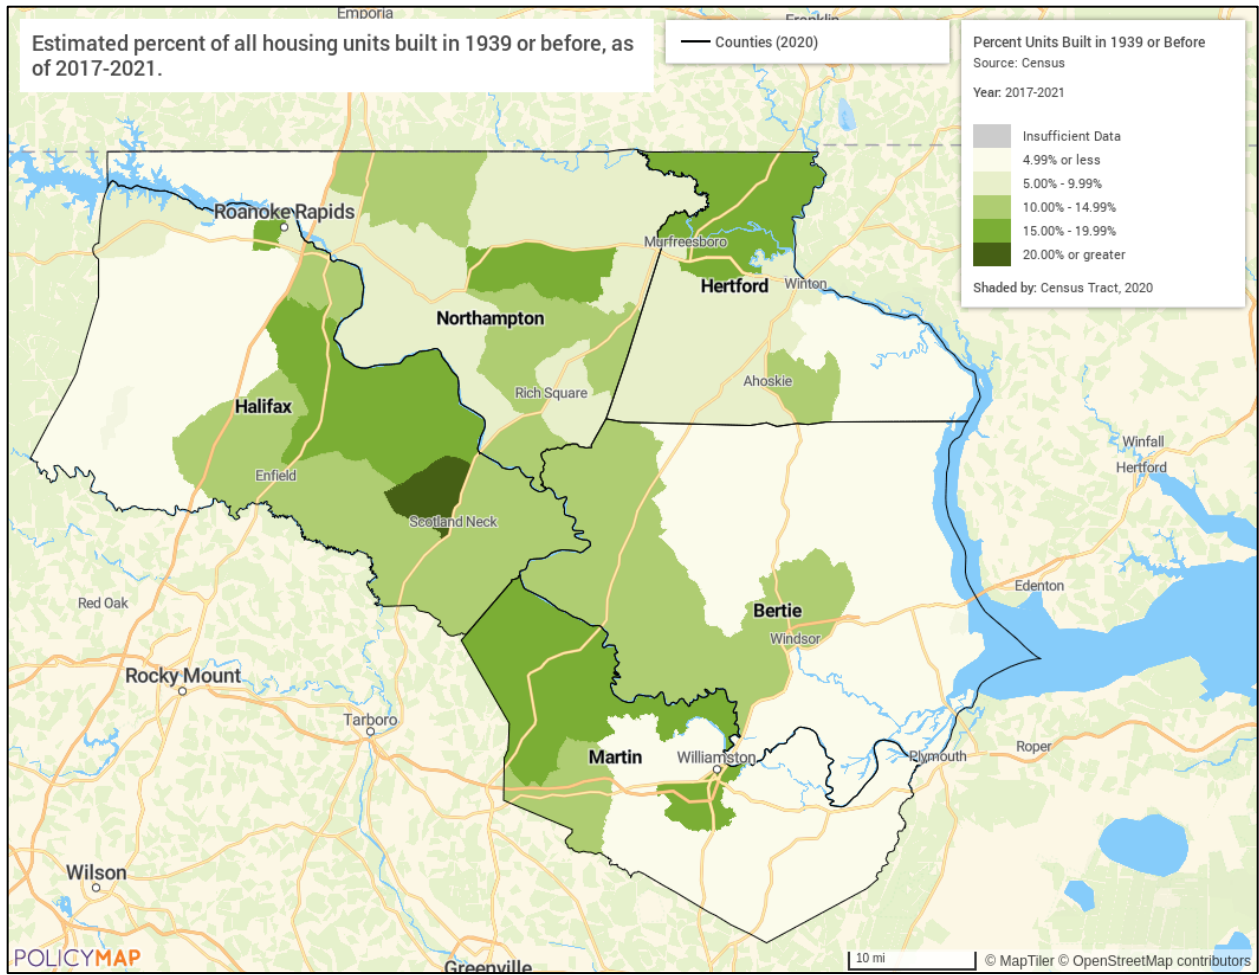 Emporia
Franklin
Estimated percent of all housing units built in 1939 or before, as
of 2017-2021.
Counties (2020)
Percent Units Built in 1939 or Before
Source: Census
Year: 2017-2021
Insufficient Data
4.99% or less
5.00% - 9.99%
10.00% - 14.99%
15.00% - 19.99%
20.00% or greater
Shaded by: Census Tract, 2020
Roanoke Rapids
Murfreesboro
Hertford
Winton
Northampton
Ahoskie
Rich Square
Halifax
Winfall
Hertford
Enfield
Scotland Neck
Edenton
Red Oak
Bertie
Windsor
Rocky Mount
Tarboro
Martin
Williamston
Plymouth
Roper
Wilson
Greenville
POLICYMAP
10 mi
© MapTiler © OpenStreetMap contributors